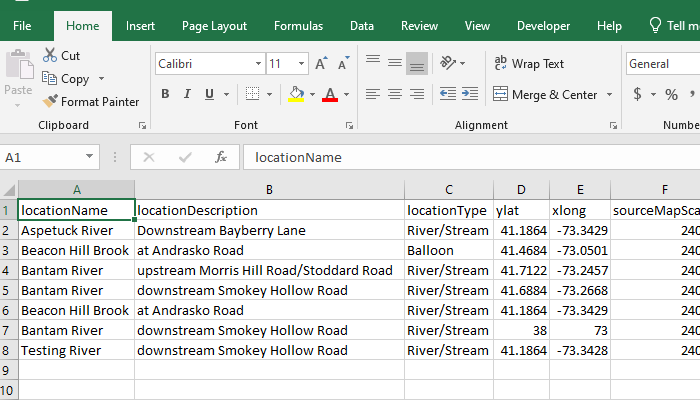 File Home Insert Page Layout Formulas Data Review View Developer Help Tell m
Cut
Copy
Format Painter
Paste
Clipboard
Calibri 11 A A
B I U A
Font
ab Wrap Text
Merge & Center
Alignment
General
$ % ,
A1 fx locationName
A B C D E F
1 locationName locationDescription locationType ylat xlong sourceMapSca
2 Aspetuck River Downstream Bayberry Lane River/Stream 41.1864 -73.3429 240
3 Beacon Hill Brook at Andrasko Road Balloon 41.4684 -73.0501 240
4 Bantam River upstream Morris Hill Road/Stoddard Road River/Stream 41.7122 -73.2457 240
5 Bantam River downstream Smokey Hollow Road River/Stream 41.6884 -73.2668 240
6 Beacon Hill Brook at Andrasko Road River/Stream 41.1864 -73.3429 240
7 Bantam River downstream Smokey Hollow Road River/Stream 38 73 240
8 Testing River downstream Smokey Hollow Road River/Stream 41.1864 -73.3428 240
9
10